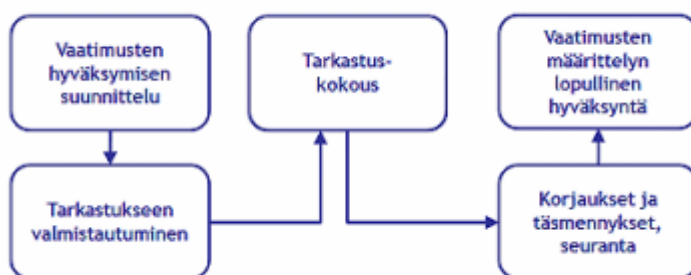 Vaatimusten
hyväksymisen
suunnittelu
Tarkastukseen
valmistautuminen
Tarkastus-
kokous
Korjaukset ja
täsmennykset,
seuranta
Vaatimusten
määrittelyn
lopullinen
hyväksyntä